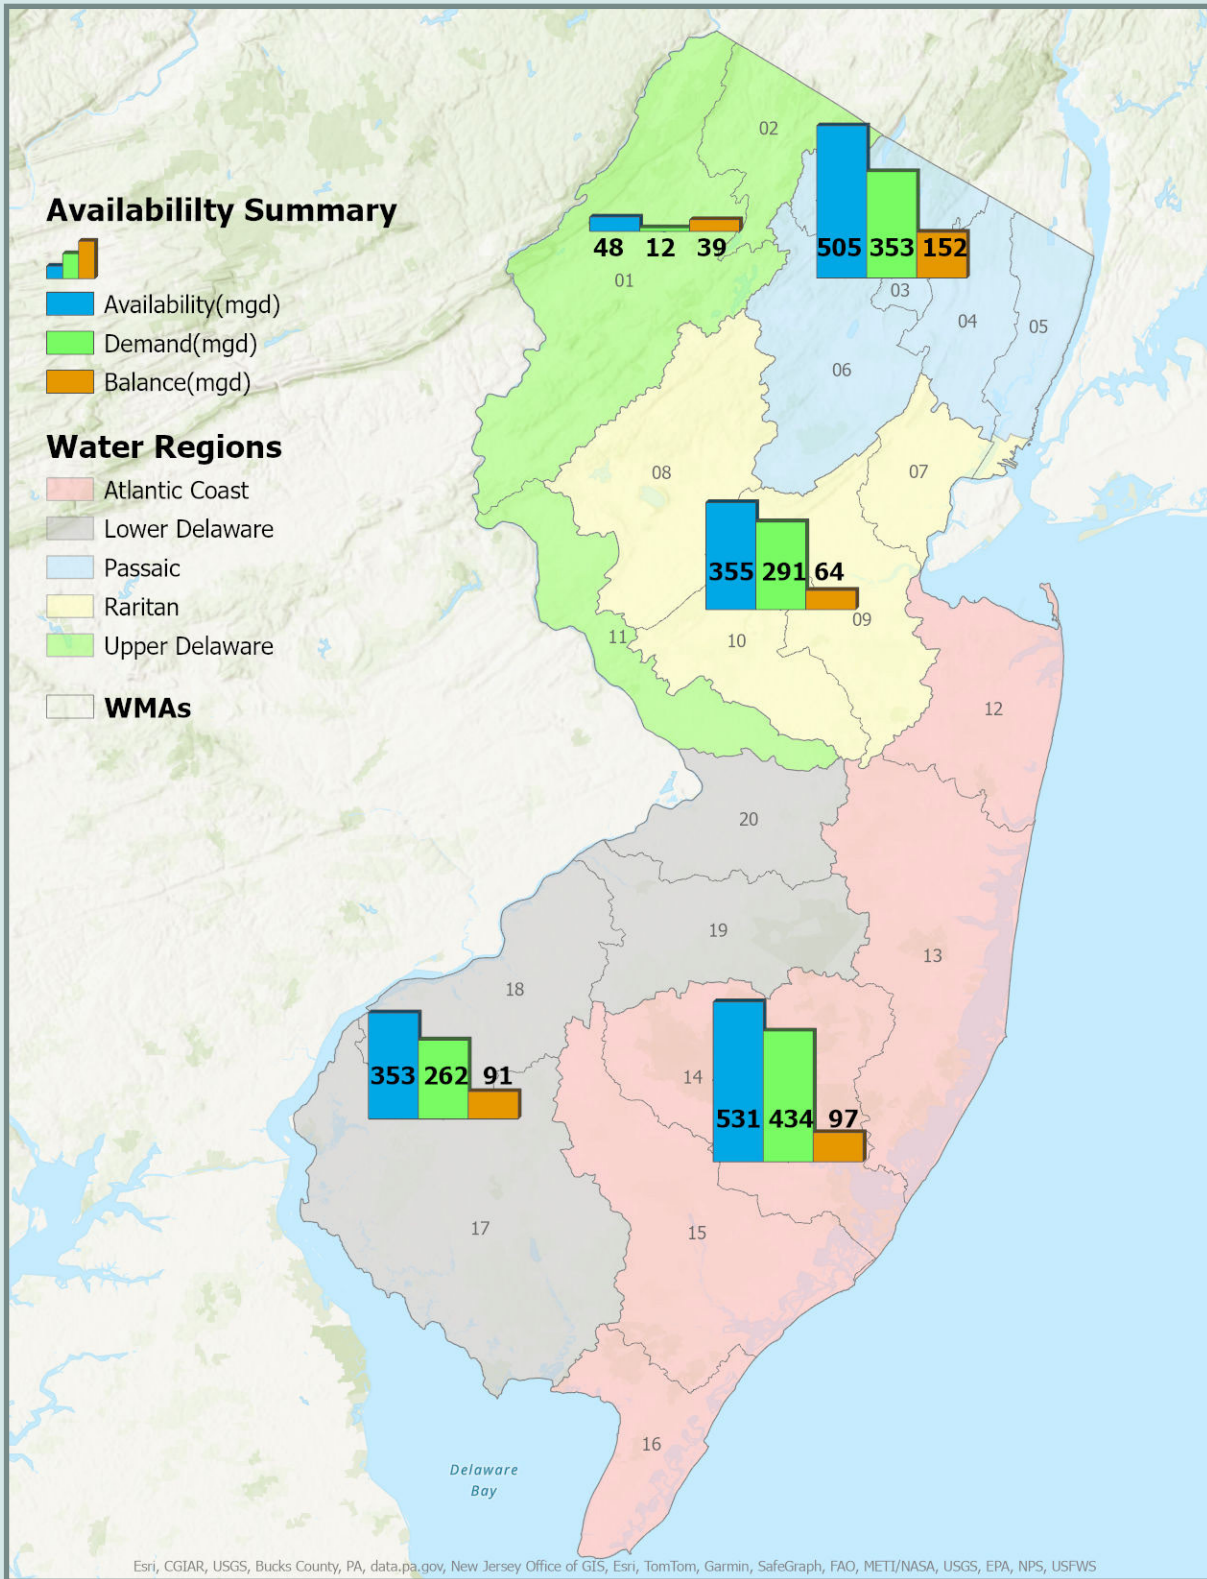 Availabililty Summary
Availability(mgd)
Demand(mgd)
Balance(mgd)
Water Regions
Atlantic Coast
Lower Delaware
Passaic
Raritan
Upper Delaware
WMAs
02
48 12 39
505 353 152
01
03
04
05
06
08
07
355 291 64
09
11
10
12
20
19
13
18
353 262 91
14
531 434 97
17
15
16
Delaware
Bay
Esri, CGIAR, USGS, Bucks County, PA, data.pa.gov, New Jersey Office of GIS, Esri, TomTom, Garmin, SafeGraph, FAO, METI/NASA, USGS, EPA, NPS, USFWS